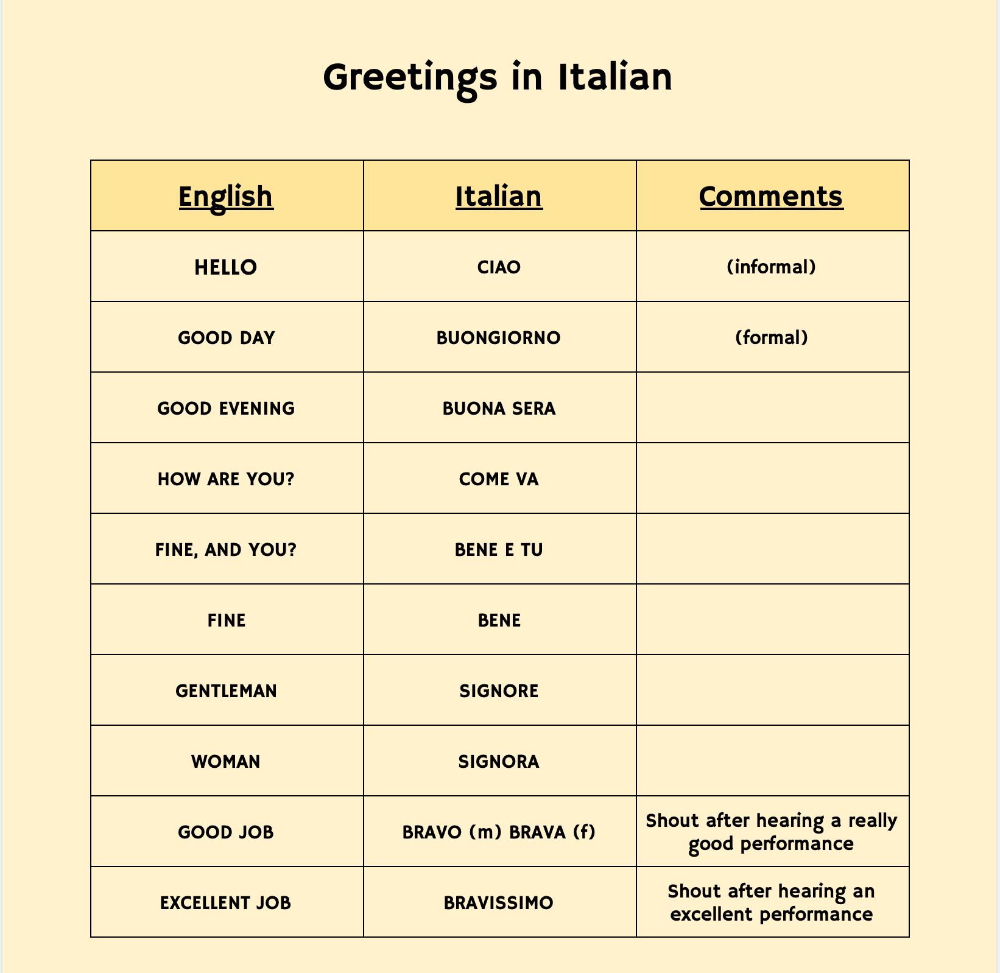 Greetings in Italian
English Italian Comments
HELLO CIAO (informal)
GOOD DAY BUONGIORNO (formal)
GOOD EVENING BUONA SERA
HOW ARE YOU? COME VA
FINE, AND YOU? BENE E TU
FINE BENE
GENTLEMAN SIGNORE
WOMAN SIGNORA
GOOD JOB BRAVO (m) BRAVA (f) Shout after hearing a really
good performance
EXCELLENT JOB BRAVISSIMO Shout after hearing an
excellent performance